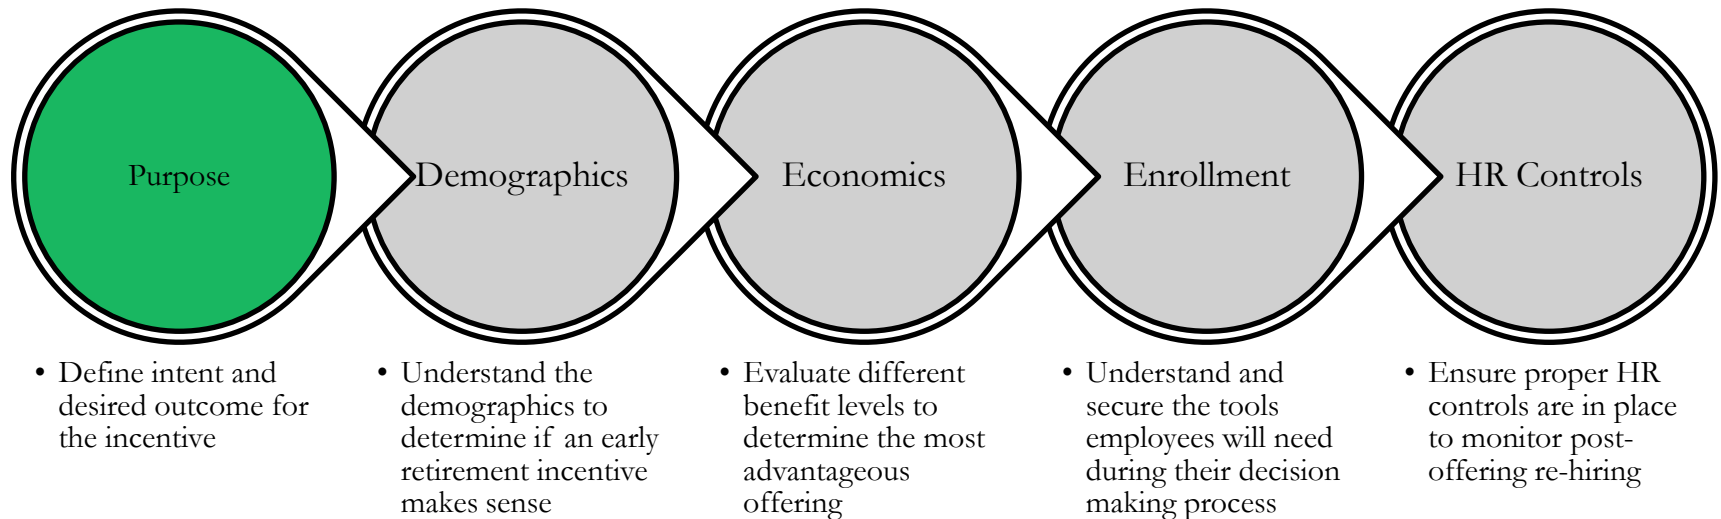 Purpose
Demographics
Economics
Enrollment
HR Controls
• Define intent and
desired outcome for
the incentive
• Understand the
demographics to
determine if an early
retirement incentive
makes sense
• Evaluate different
benefit levels to
determine the most
advantageous
offering
• Understand and
secure the tools
employees will need
during their decision
making process
• Ensure proper HR
controls are in place
to monitor post-
offering re-hiring